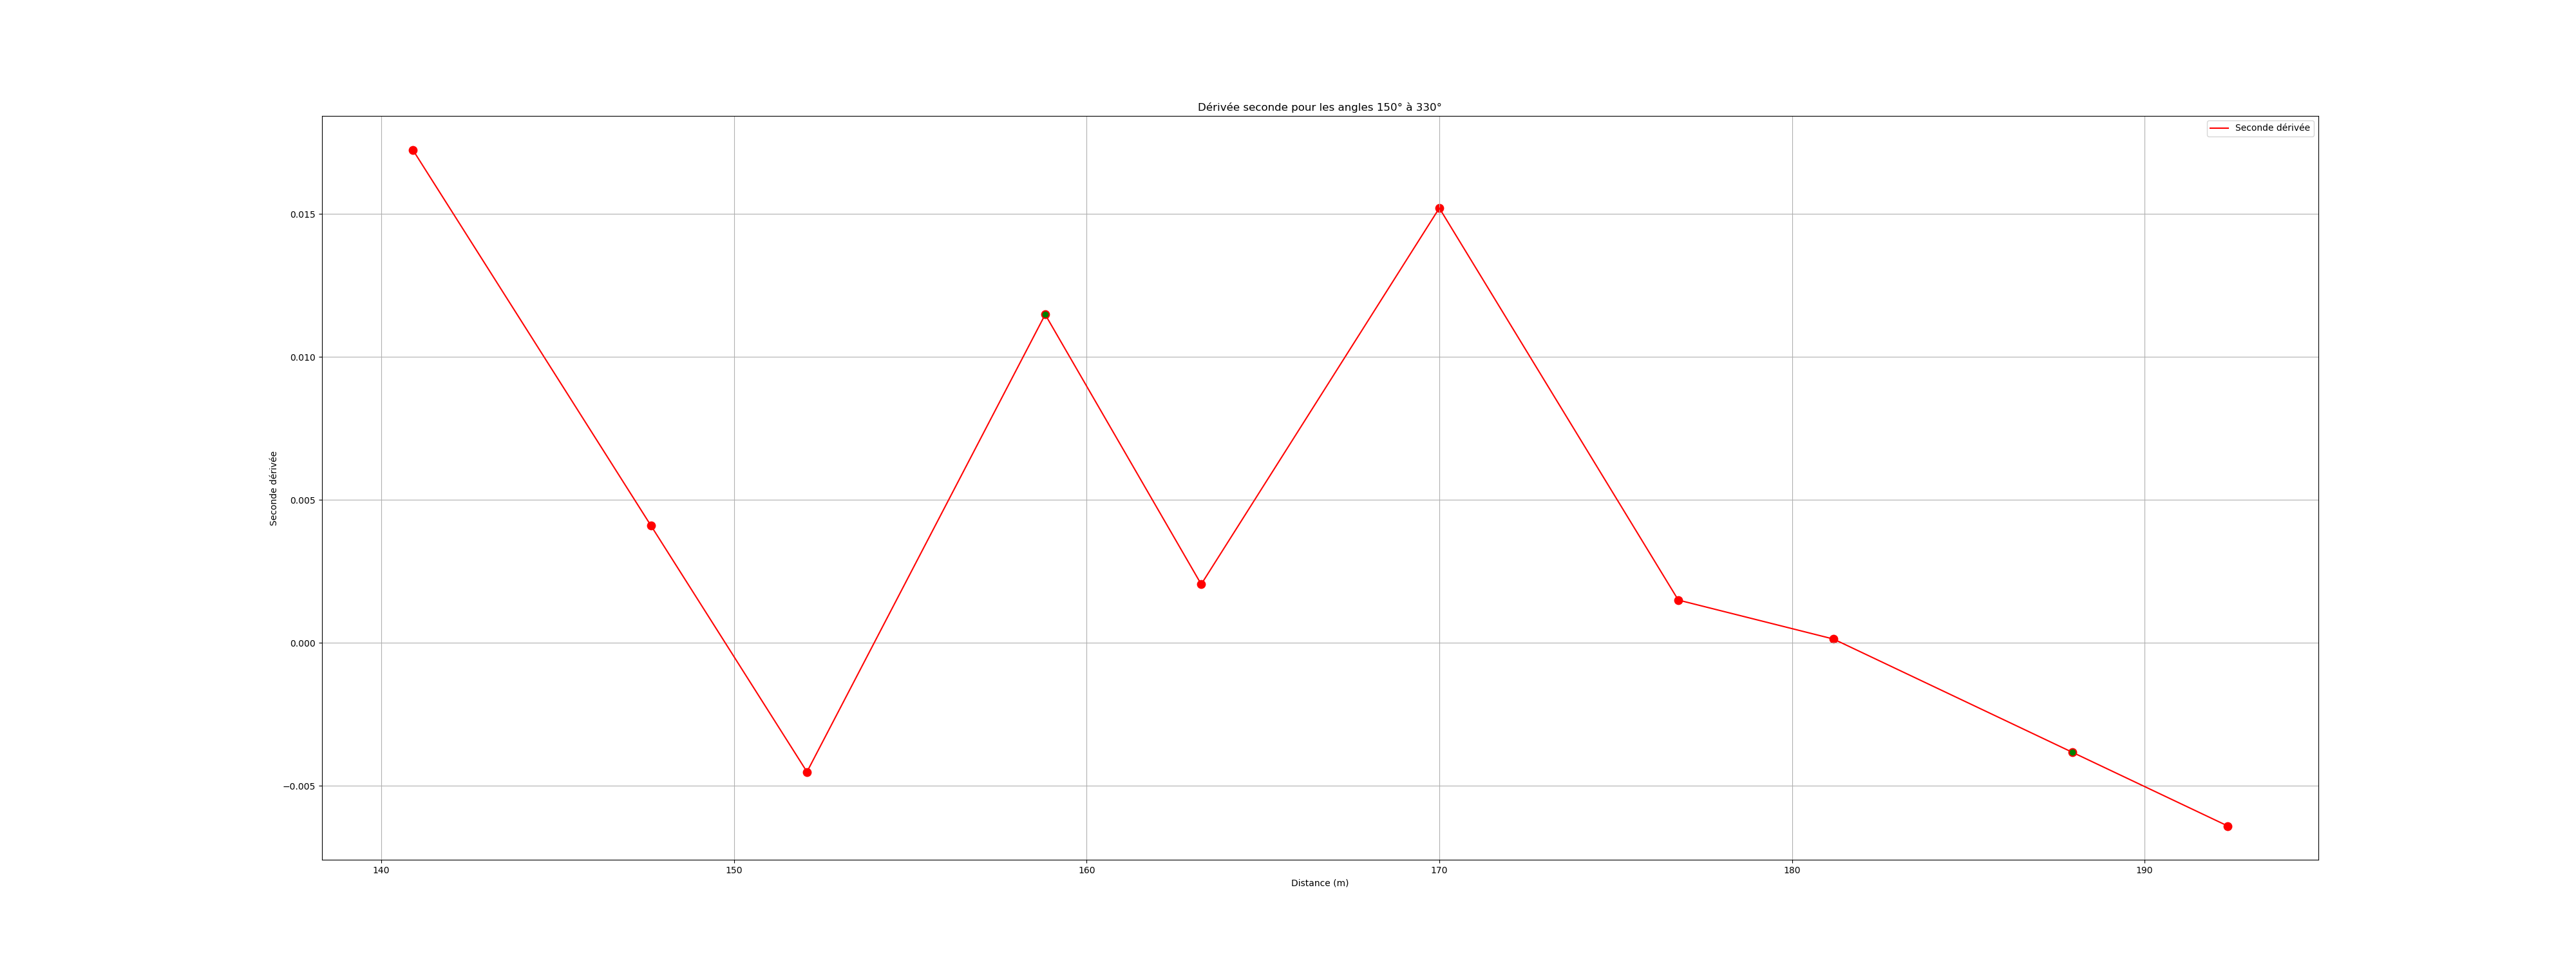 Dérivée seconde pour les angles 150° à 330°
Seconde dérivée
0.015
0.010
0.005
0.000
−0.005
Seconde dérivée
140
150
160
170
180
190
Distance (m)